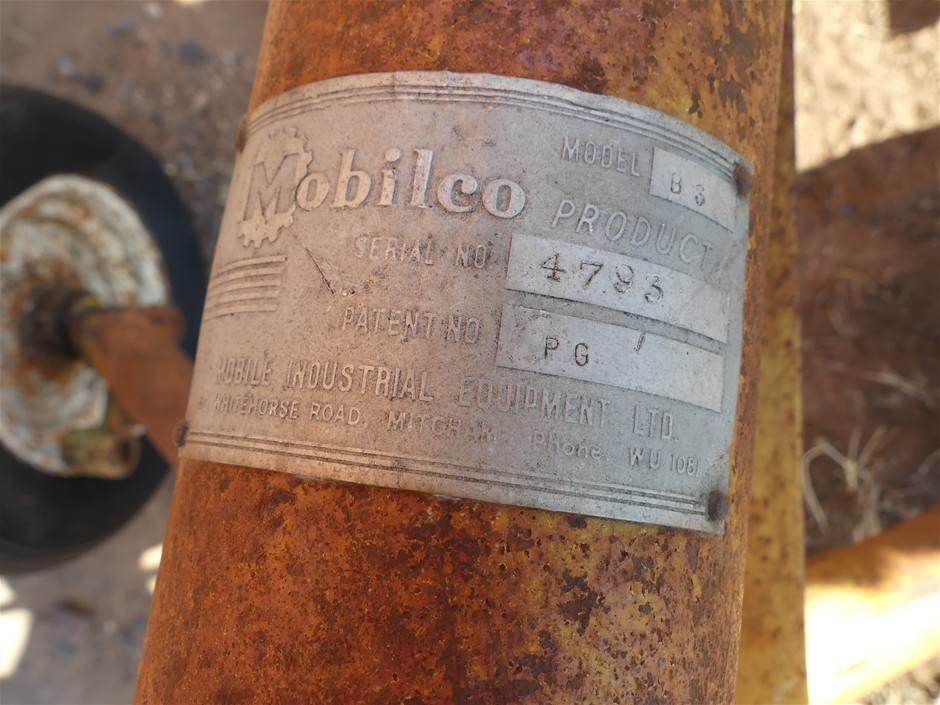 MODEL B3
Mobilco PRODUCT
SERIAL NO 4793
PATENT NO PG
MOBILE INDUSTRIAL EQUIPMENT LTD.
WHITEHORSE ROAD, MITCHAM PHONE WU 1081